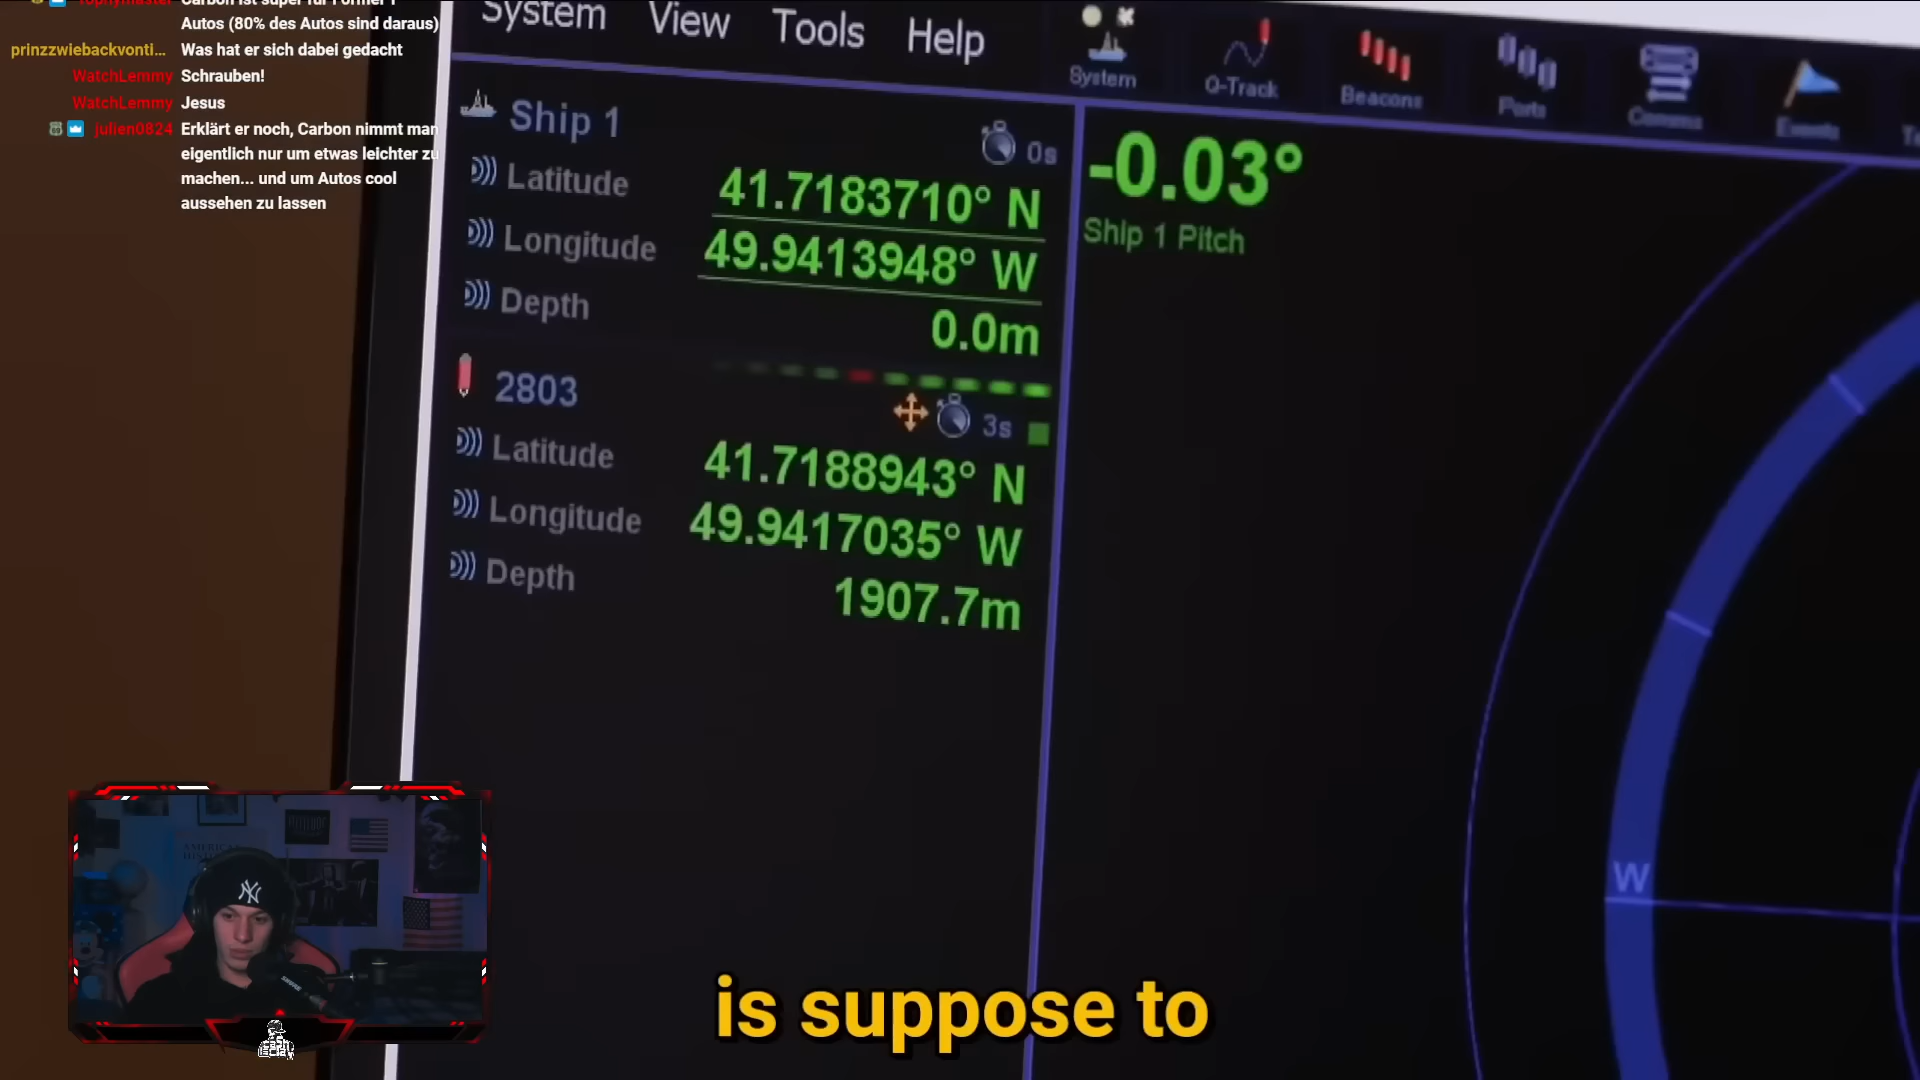 Autos (80% des Autos sind daraus)
prinzzwiebackvonti... Was hat er sich dabei gedacht
WatchLemmy Schrauben!
WatchLemmy Jesus
julien0824 Erklärt er noch, Carbon nimmt man
eigentlich nur um etwas leichter zu
machen... und um Autos cool
aussehen zu lassen
System View Tools Help
System Q-Track Beacons Ports Comms Events
Ship 1 0s
Latitude 41.7183710° N
Longitude 49.9413948° W
Depth 0.0m
2803 3s
Latitude 41.7188943° N
Longitude 49.9417035° W
Depth 1907.7m
-0.03°
Ship 1 Pitch
W
NY
is suppose to